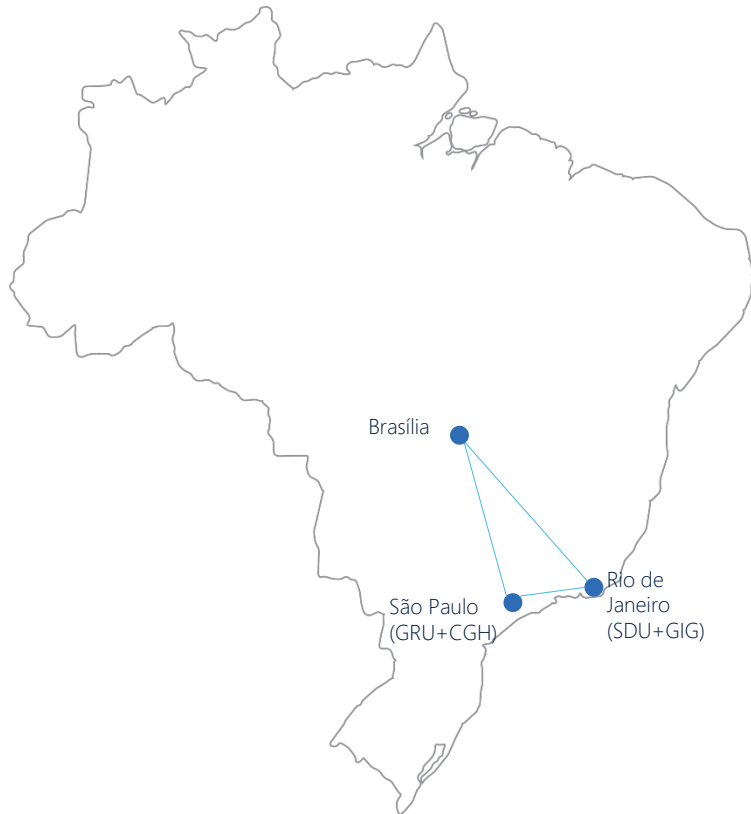 Brasília
São Paulo
(GRU+CGH)
Rio de
Janeiro
(SDU+GIG)